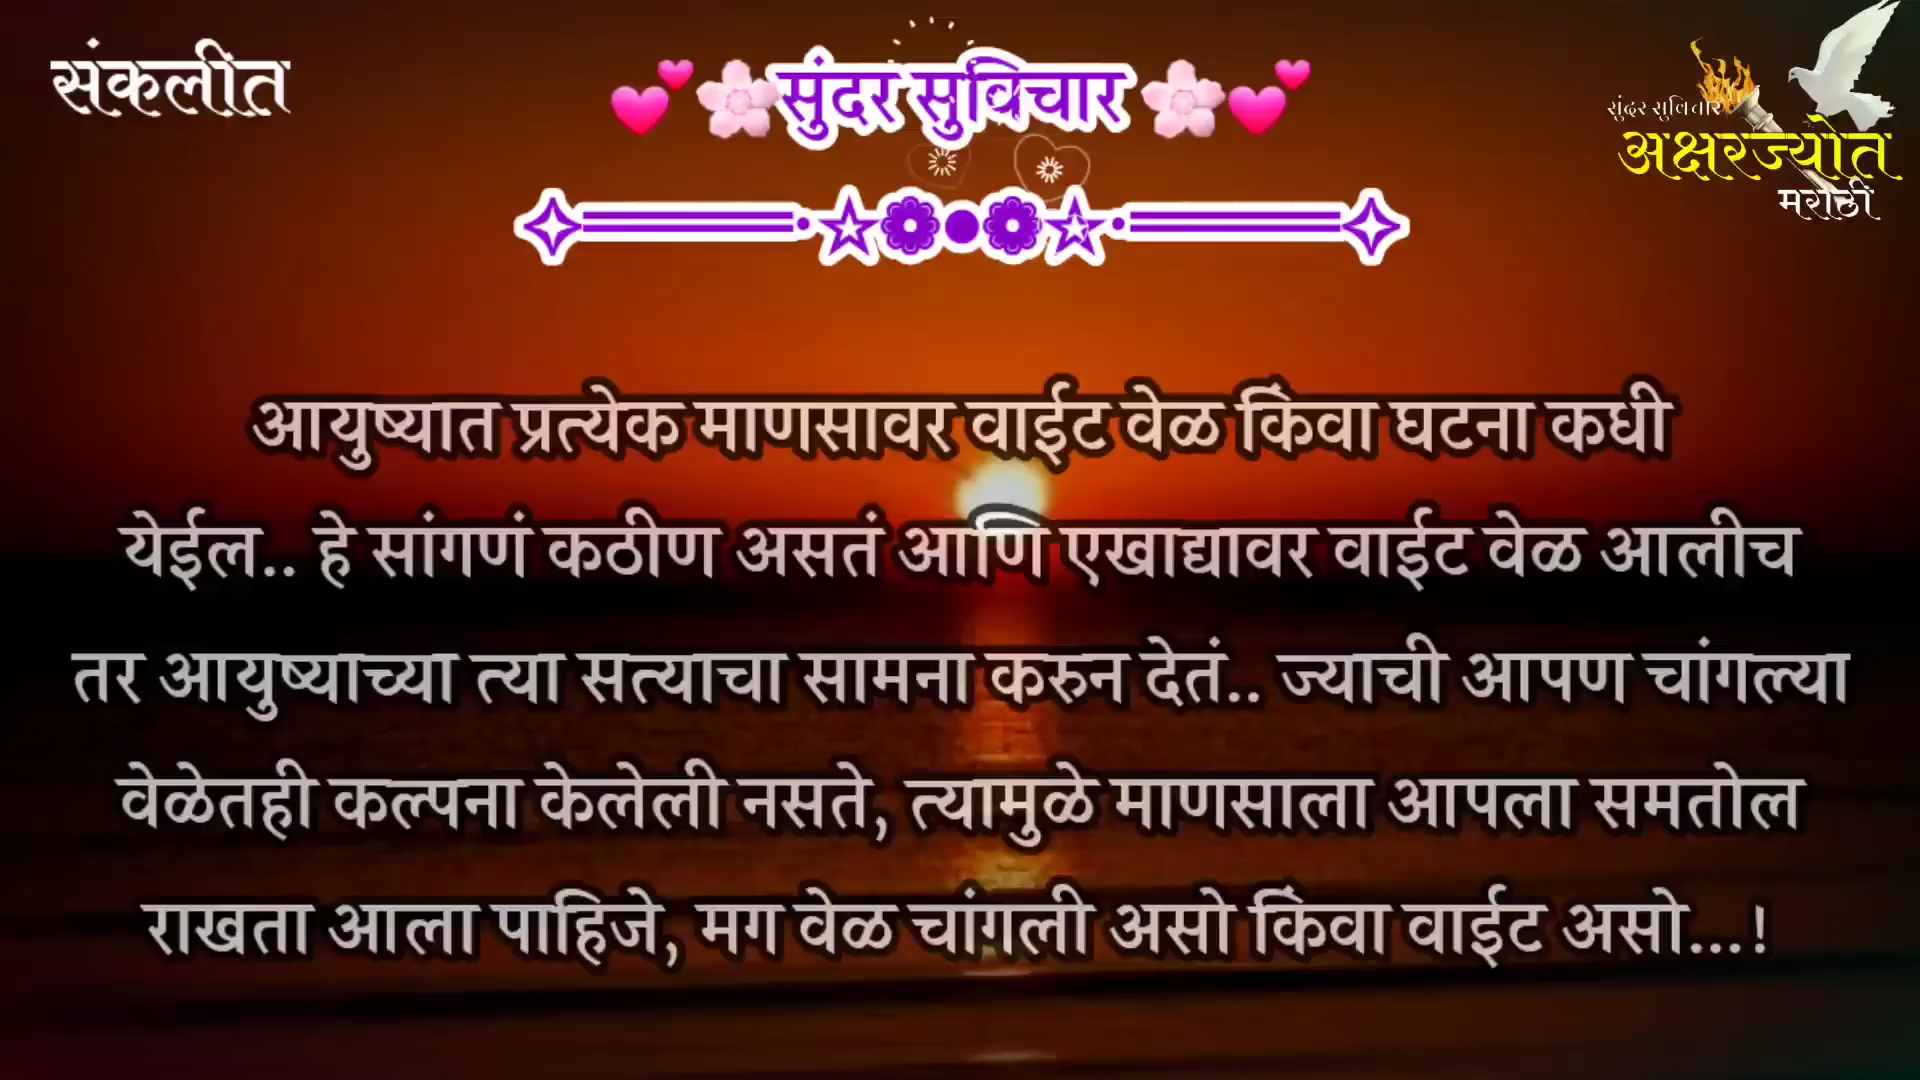 संकलीत
💕🌸सुंदर सुविचार🌸💕
सुंदर सुविचार
अक्षरज्योत
मराठी
आयुष्यात प्रत्येक माणसावर वाईट वेळ किंवा घटना कधी
येईल.. हे सांगणं कठीण असतं आणि एखाद्यावर वाईट वेळ आलीच
तर आयुष्याच्या त्या सत्याचा सामना करुन देतं.. ज्याची आपण चांगल्या
वेळेतही कल्पना केलेली नसते, त्यामुळे माणसाला आपला समतोल
राखता आला पाहिजे, मग वेळ चांगली असो किंवा वाईट असो...!